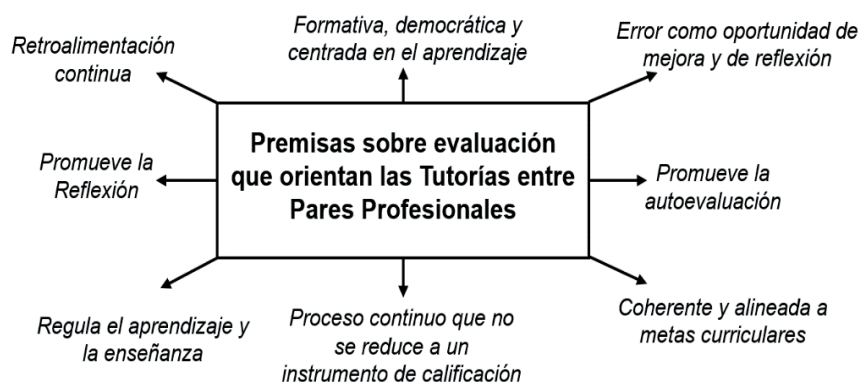 Formativa, democrática y
centrada en el aprendizaje
Error como oportunidad de
mejora y de reflexión
Retroalimentación
continua
Premisas sobre evaluación
que orientan las Tutorías entre
Pares Profesionales
Promueve la
Reflexión
Promueve la
autoevaluación
Regula el aprendizaje y
la enseñanza
Proceso continuo que no
se reduce a un
instrumento de calificación
Coherente y alineada a
metas curriculares